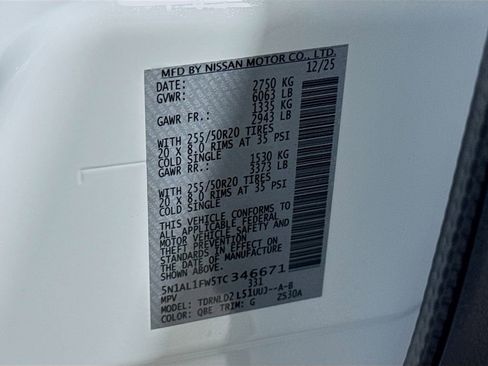 MFD BY NISSAN MOTOR CO., LTD.
DATE: 12/25
GVWR: 2750 KG
6063 LB
GAWR FR.: 1335 KG
2943 LB
WITH 255/50R20 TIRES
20 X 8.0 RIMS AT 35 PSI
COLD SINGLE
GAWR RR.: 1530 KG
3373 LB
WITH 255/50R20 TIRES
20 X 8.0 RIMS AT 35 PSI
COLD SINGLE
THIS VEHICLE CONFORMS TO
ALL APPLICABLE FEDERAL
MOTOR VEHICLE SAFETY AND
THEFT PREVENTION
STANDARDS IN EFFECT ON
THE DATE OF MANUFACTURE
SHOWN ABOVE.
5N1AL1FW5TC346671
MPV 331
MODEL: TDRNLD2 L51UUJ--A-B
COLOR: QBE TRIM: G 2530A